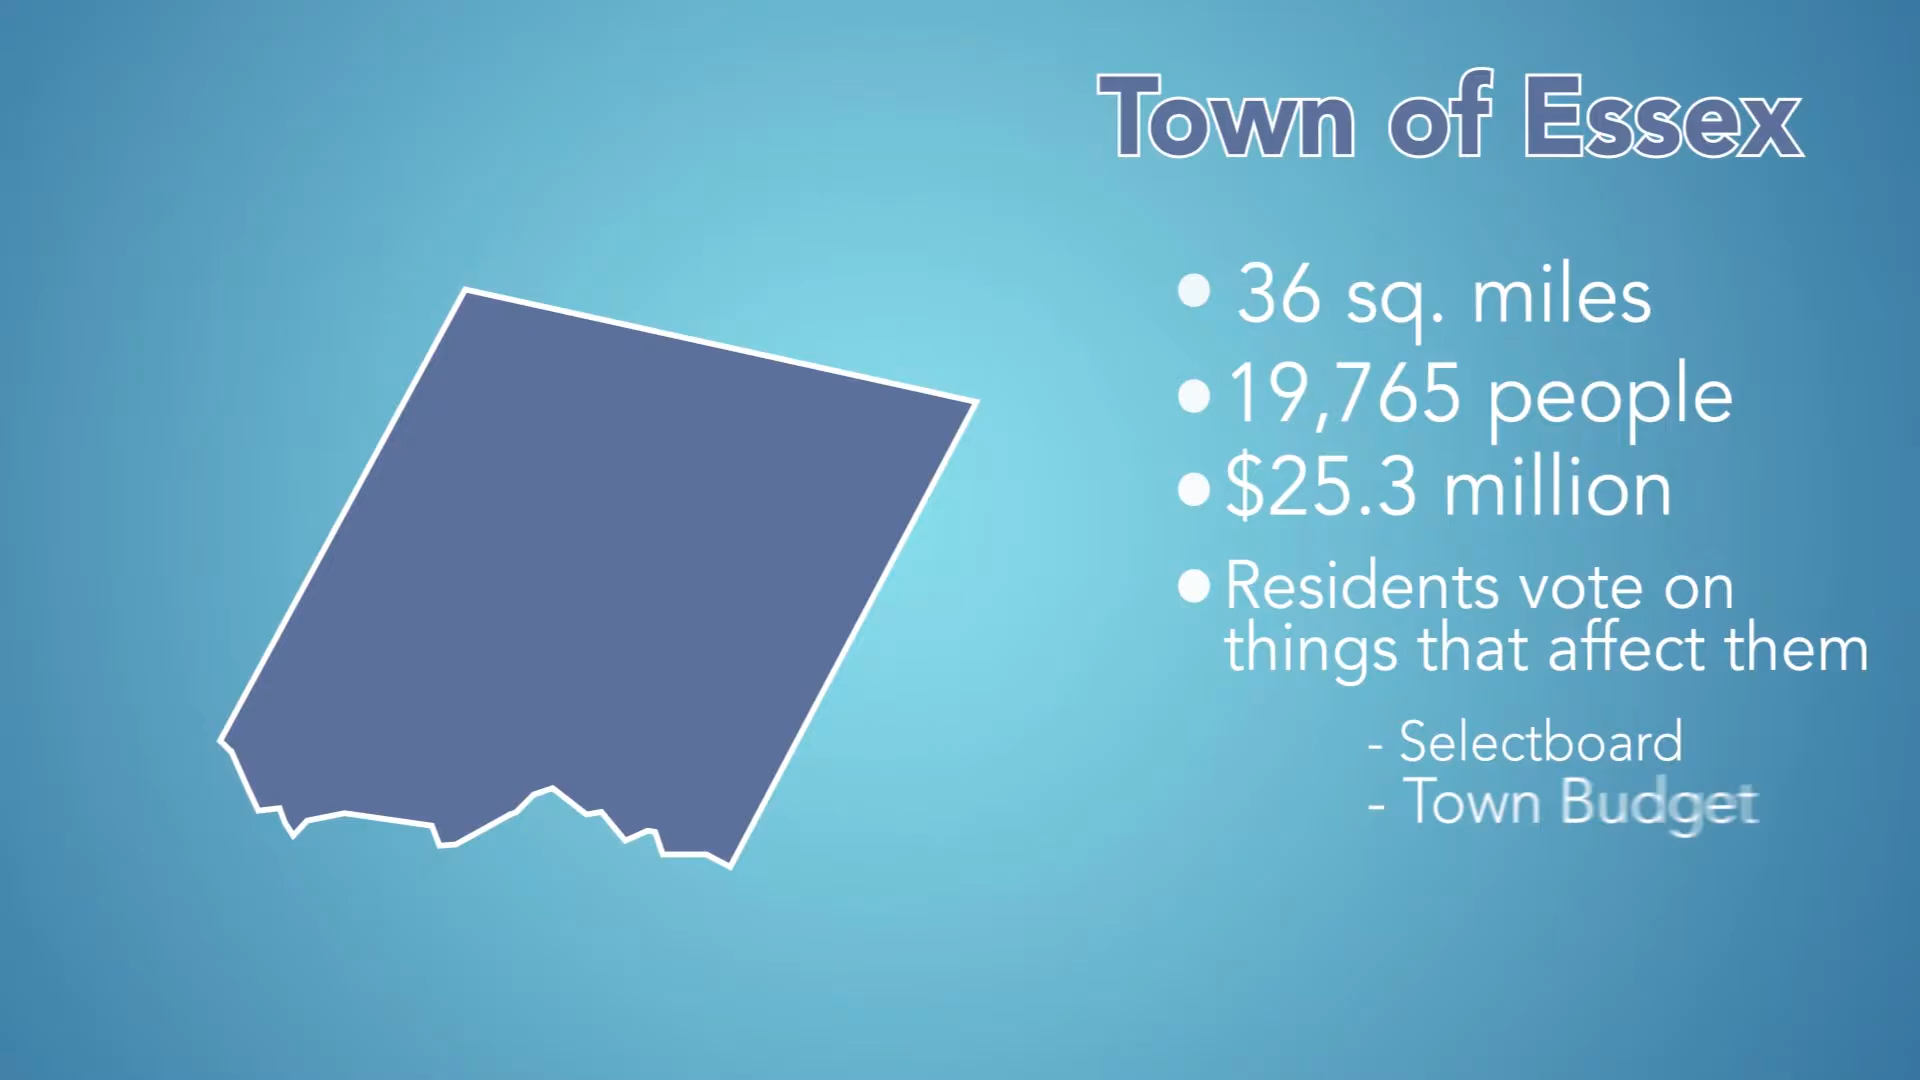 Town of Essex
• 36 sq. miles
• 19,765 people
• $25.3 million
• Residents vote on
things that affect them
- Selectboard
- Town Budget